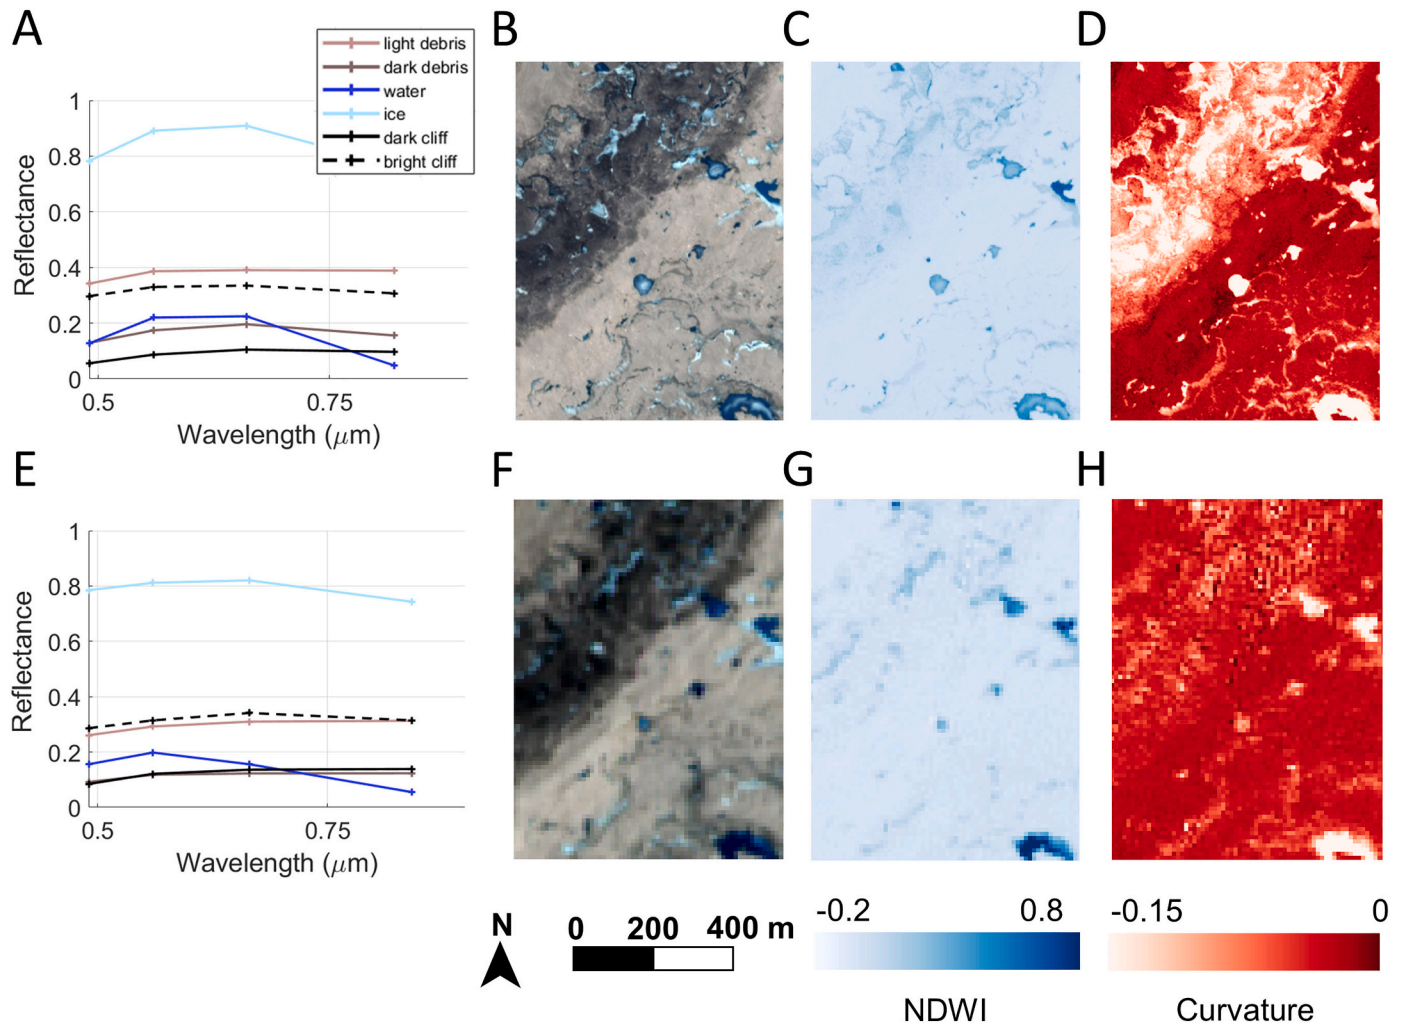 A
B
C
D
light debris
dark debris
water
ice
dark cliff
bright cliff
1
0.8
0.6
0.4
0.2
0
0.5
0.75
Reflectance
Wavelength (μm)
E
F
G
H
1
0.8
0.6
0.4
0.2
0
0.5
0.75
Reflectance
Wavelength (μm)
N
0 200 400 m
-0.2 0.8
NDWI
-0.15 0
Curvature